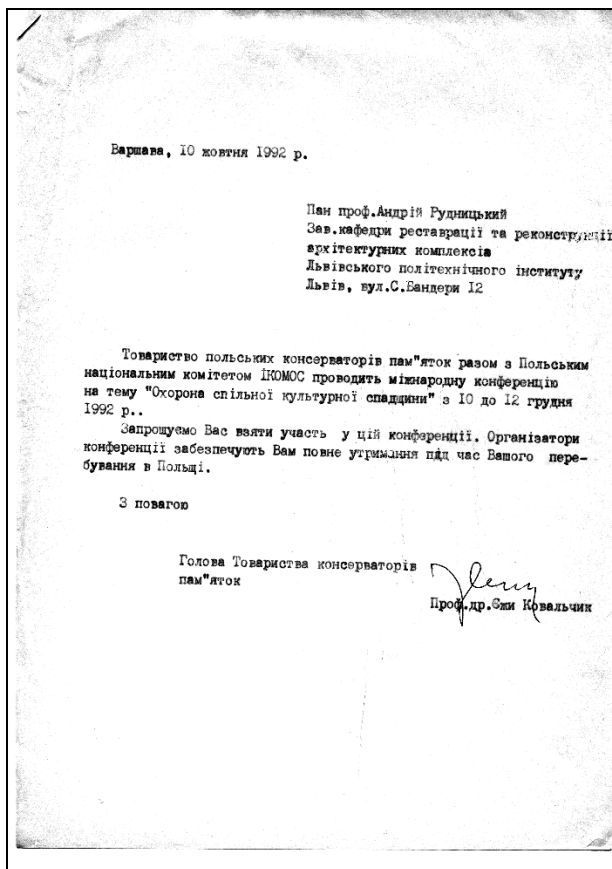 Варшава, 10 жовтня 1992 р.
Пан проф.Андрій Рудницький
Зав.кафедри реставрації та реконструкції
архітектурних комплексів
Львівського політехнічного інституту
Львів, вул.С.Бандери 12
Товариство польських консерваторів пам"яток разом з Польським
національним комітетом ІКОМОС проводить міжнародну конференцію
на тему "Охорона спільної культурної спадщини" з 10 до 12 грудня
1992 р..
Запрошуємо Вас взяти участь у цій конференції. Організатори
конференції забезпечують Вам повне утримання під час Вашого пере-
бування в Польщі.
З повагою
Голова Товариства консерваторів
пам"яток
Проф.др.Єжи Ковальчик